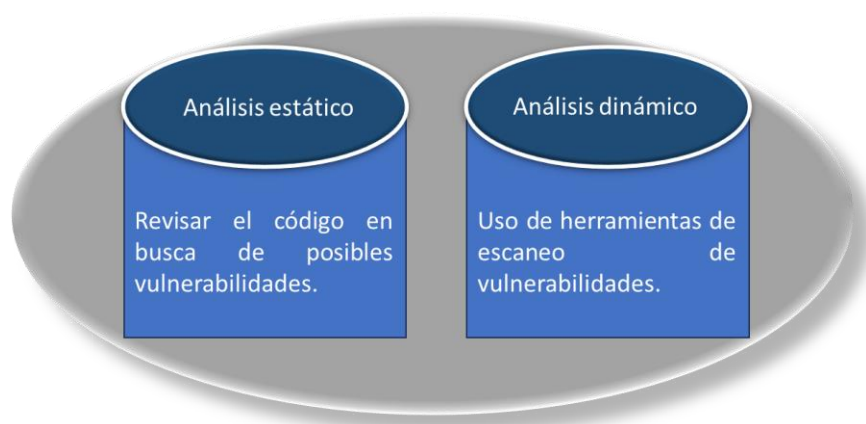 Análisis estático
Revisar el código en
busca de posibles
vulnerabilidades.
Análisis dinámico
Uso de herramientas de
escaneo de
vulnerabilidades.